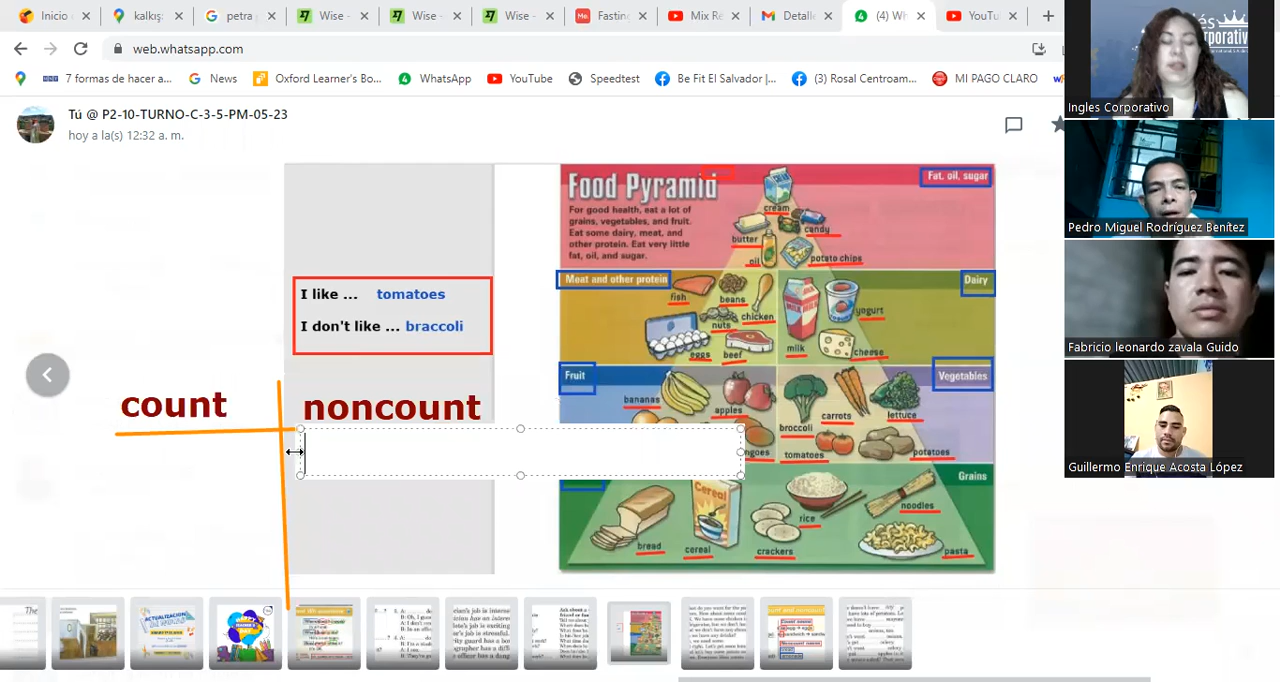 Inicio
kalkış:
petra
Wise -
Wise -
Wise -
Fastin
Mix R
Detalle
(4) W
YouTu
web.whatsapp.com
7 formas de hacer a...
News
Oxford Learner's Bo...
WhatsApp
YouTube
Speedtest
Be Fit El Salvador |...
(3) Rosal Centroam...
MI PAGO CLARO
Tú @ P2-10-TURNO-C-3-5-PM-05-23
hoy a la(s) 12:32 a. m.
Ingles Corporativo
Pedro Miguel Rodríguez Benítez
Fabricio leonardo zavala Guido
Guillermo Enrique Acosta López
I like ... tomatoes
I don't like ... braccoli
count
noncount
Food Pyramid
For good health, eat a lot of
grains, vegetables, and fruit.
Eat some dairy, meat, and
other protein. Eat very little
fat, oil, and sugar.
Fat, oil, sugar
cream
candy
butter
oil
potato chips
Meat and other protein
fish
beans
chicken
nuts
eggs
beef
Dairy
yogurt
milk
cheese
Fruit
bananas
apples
ngoes
Vegetables
carrots
lettuce
broccoli
tomatoes
potatoes
Grains
Cereal
bread
cereal
crackers
rice
noodles
pasta